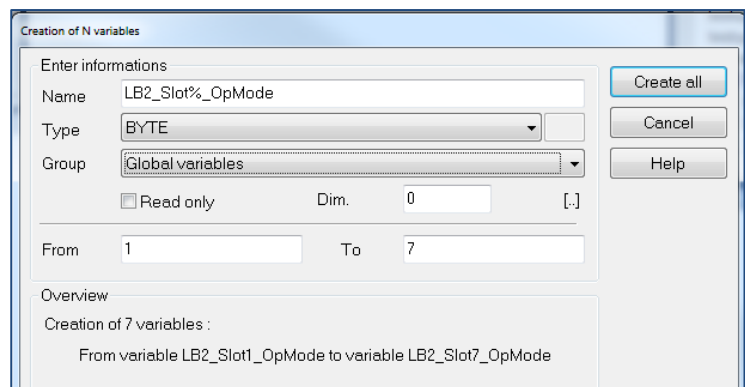 Creation of N variables
Enter informations
Name LB2_Slot%_OpMode
Type BYTE
Group Global variables
Read only Dim. 0 [..]
From 1 To 7
Overview
Creation of 7 variables :
From variable LB2_Slot1_OpMode to variable LB2_Slot7_OpMode
Create all
Cancel
Help